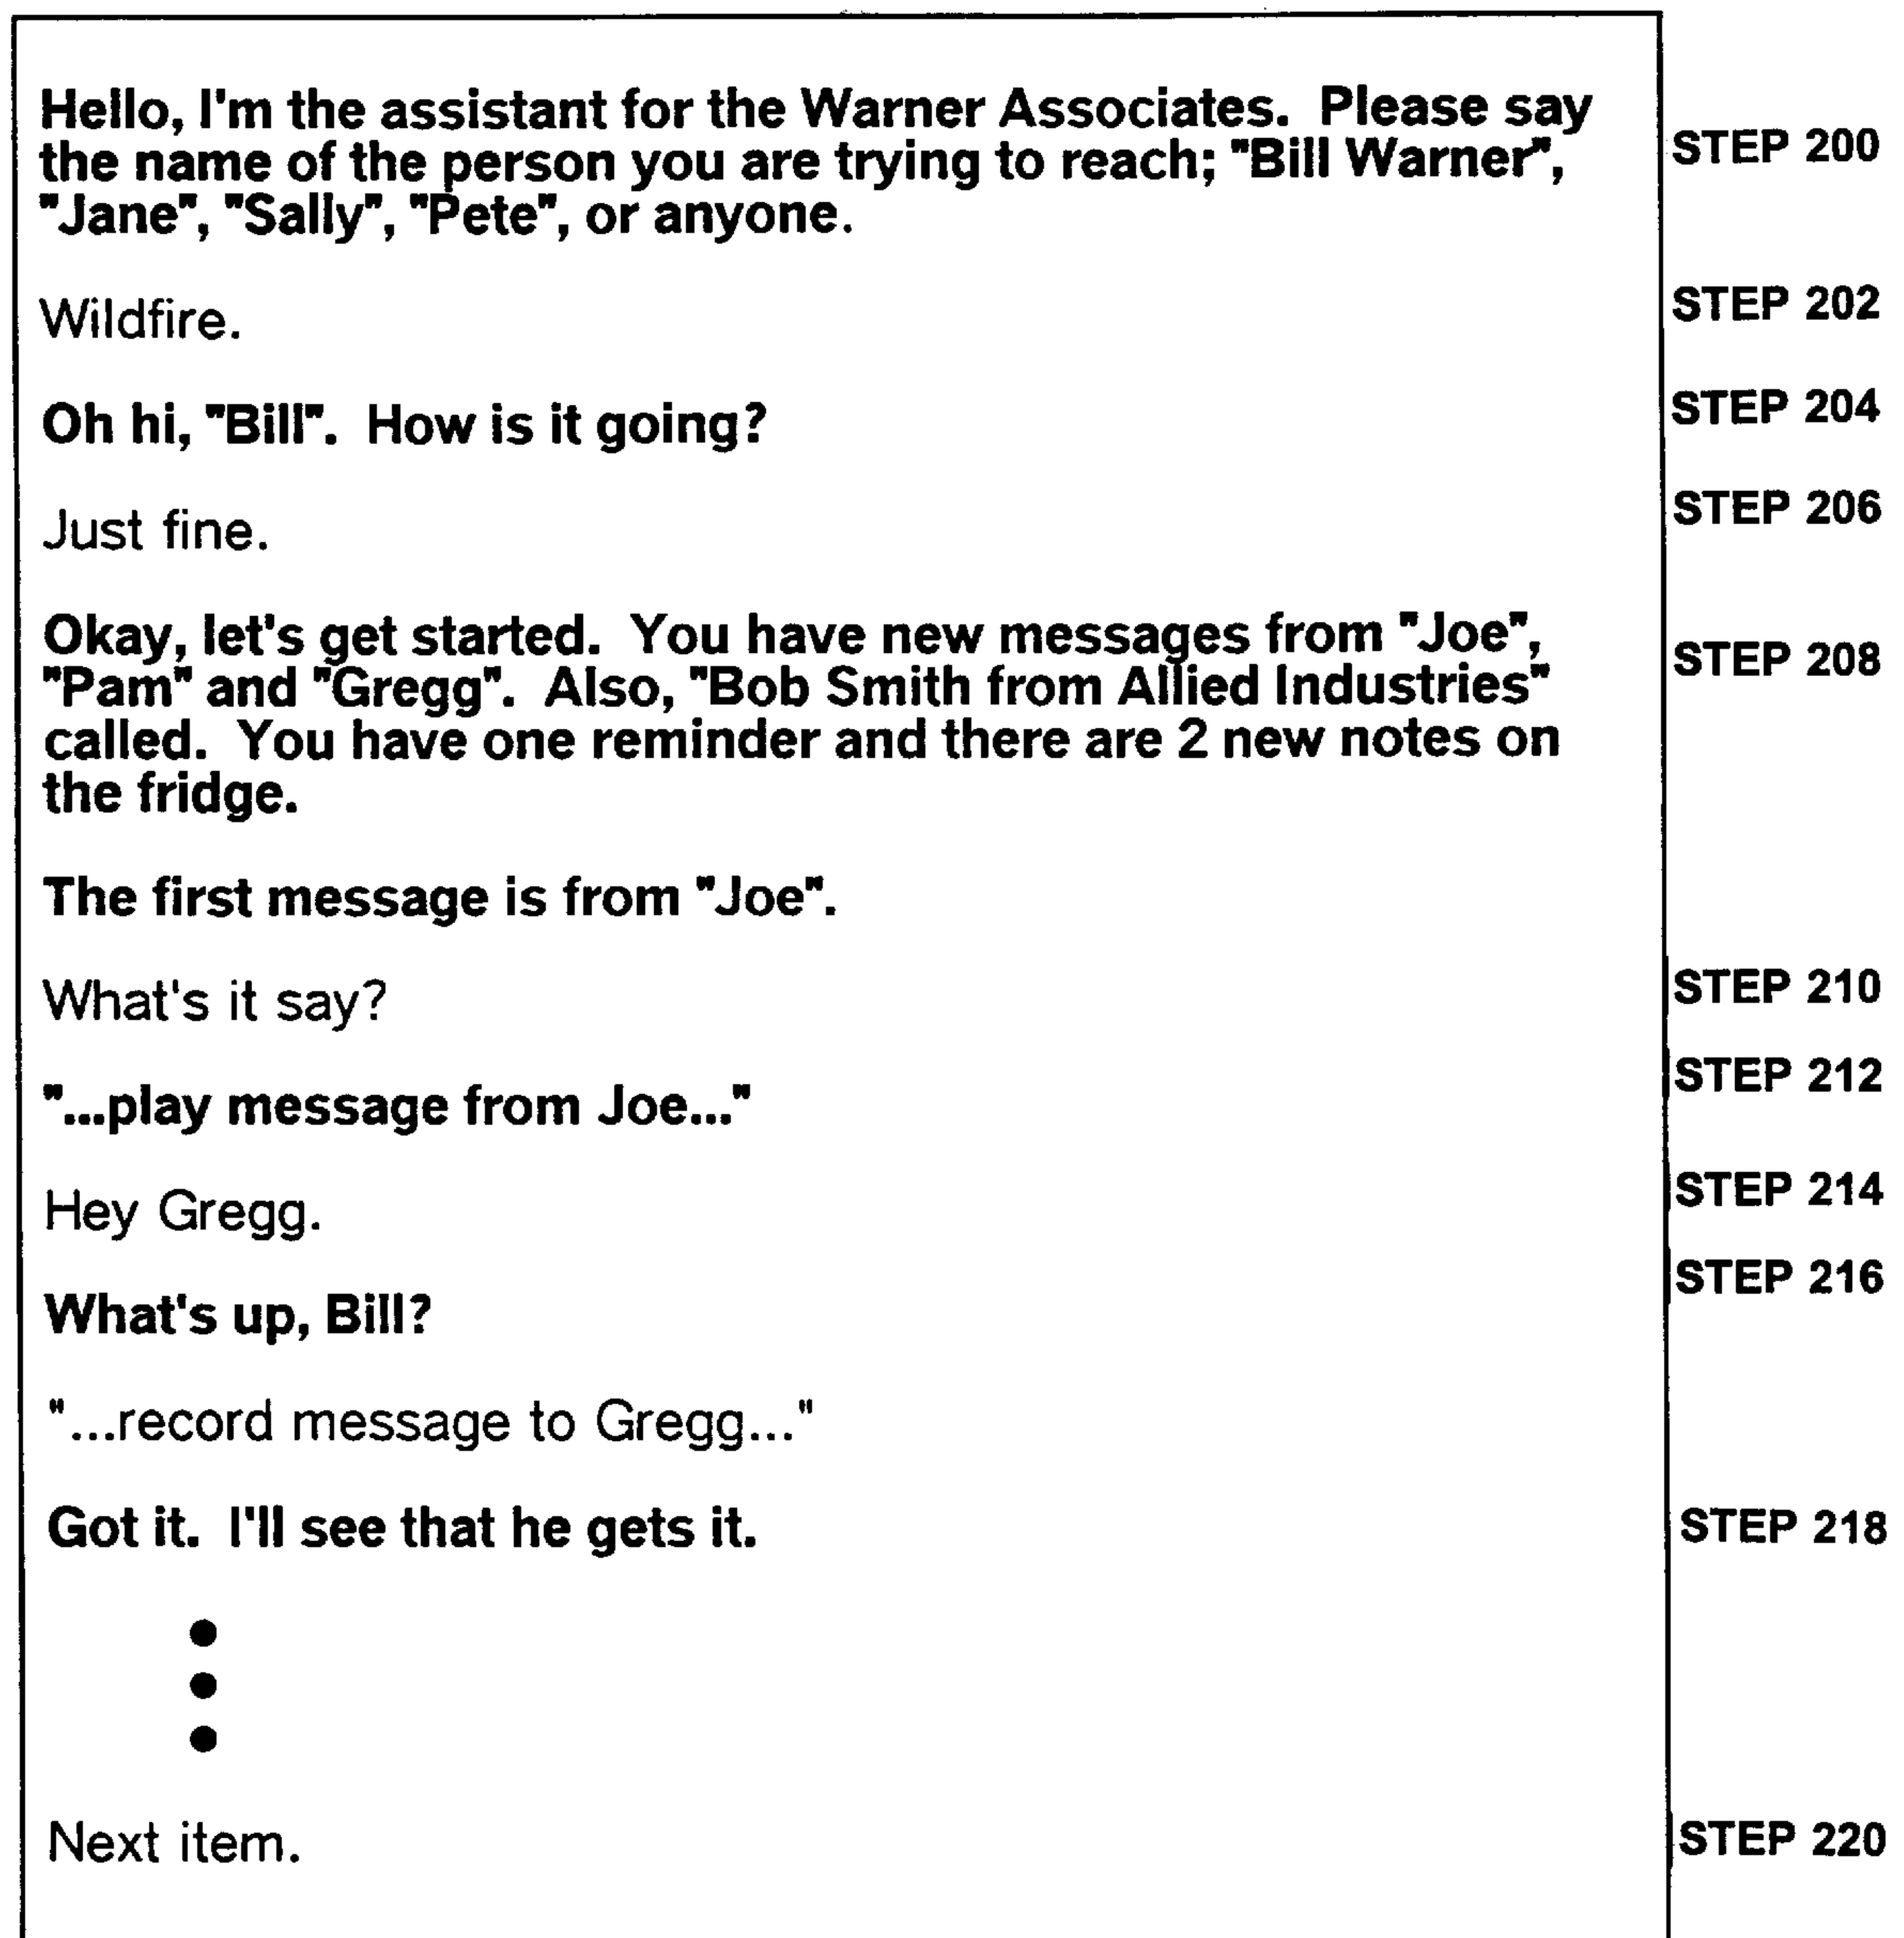 Hello, I'm the assistant for the Warner Associates.  Please say
the name of the person you are trying to reach; "Bill Warner",
"Jane", "Sally", "Pete", or anyone.
STEP 200
Wildfire.
STEP 202
Oh hi, "Bill".  How is it going?
STEP 204
Just fine.
STEP 206
Okay, let's get started.  You have new messages from "Joe",
"Pam" and "Gregg".  Also, "Bob Smith from Allied Industries"
called.  You have one reminder and there are 2 new notes on
the fridge.
STEP 208
The first message is from "Joe".
What's it say?
STEP 210
"...play message from Joe..."
STEP 212
Hey Gregg.
STEP 214
What's up, Bill?
STEP 216
"...record message to Gregg..."
Got it.  I'll see that he gets it.
STEP 218
Next item.
STEP 220